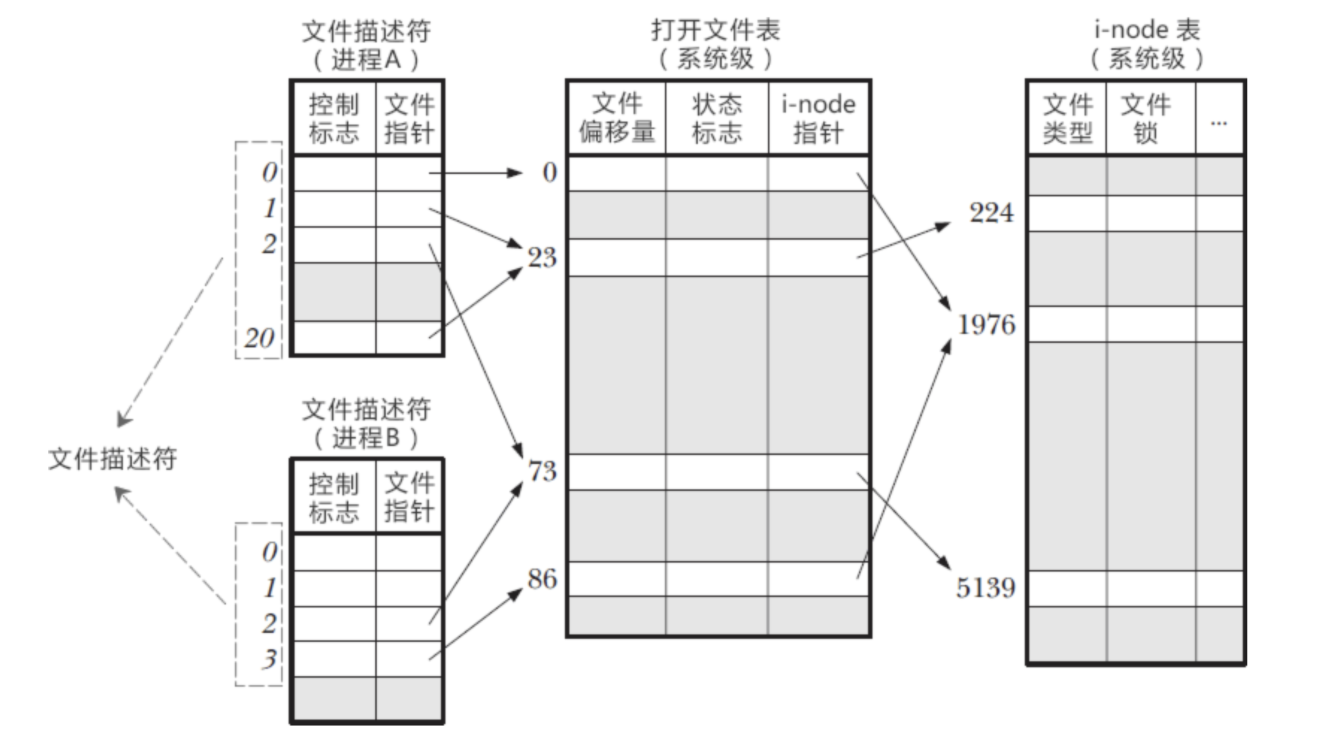 文件描述符
（进程A）
控制
标志
文件
指针
0
1
2
20
文件描述符
文件描述符
（进程B）
控制
标志
文件
指针
0
1
2
3
打开文件表
（系统级）
文件
偏移量
状态
标志
i-node
指针
0
23
73
86
i-node 表
（系统级）
文件
类型
文件
锁
...
224
1976
5139